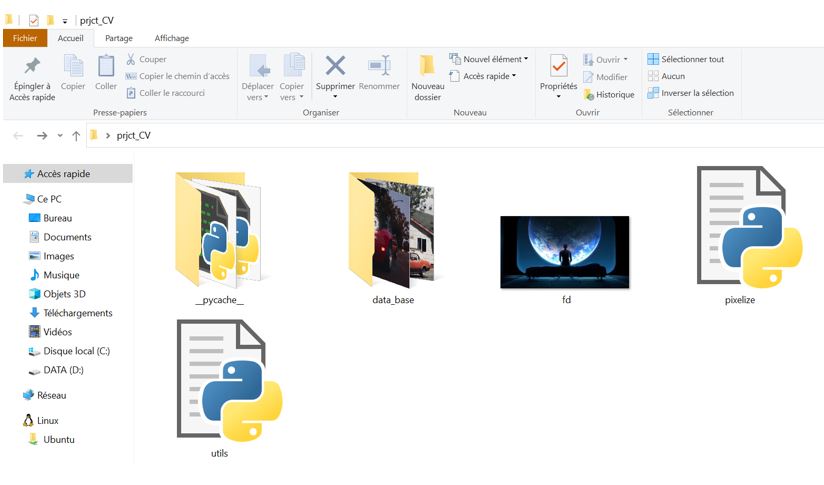 prjct_CV
Fichier Accueil Partage Affichage
Épingler à
Accès rapide
Copier
Coller
Couper
Copier le chemin d'accès
Coller le raccourci
Presse-papiers
Déplacer
vers
Copier
vers
Supprimer
Renommer
Organiser
Nouveau
dossier
Nouvel élément
Accès rapide
Nouveau
Propriétés
Ouvrir
Modifier
Historique
Ouvrir
Sélectionner tout
Aucun
Inverser la sélection
Sélectionner
prjct_CV
Accès rapide
Ce PC
Bureau
Documents
Images
Musique
Objets 3D
Téléchargements
Vidéos
Disque local (C:)
DATA (D:)
Réseau
Linux
Ubuntu
__pycache__
data_base
fd
pixelize
utils